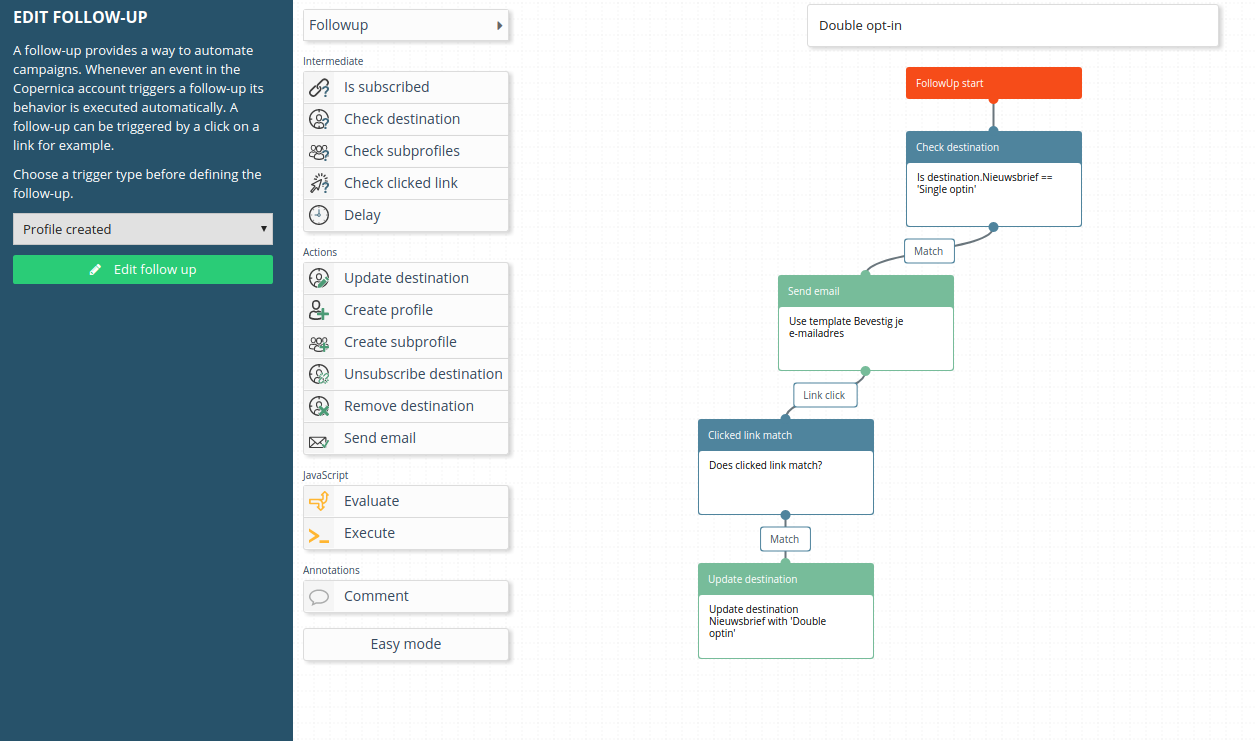 EDIT FOLLOW-UP
A follow-up provides a way to automate
campaigns. Whenever an event in the
Copernica account triggers a follow-up its
behavior is executed automatically. A
follow-up can be triggered by a click on a
link for example.
Choose a trigger type before defining the
follow-up.
Profile created
Edit follow up
Followup
Intermediate
Is subscribed
Check destination
Check subprofiles
Check clicked link
Delay
Actions
Update destination
Create profile
Create subprofile
Unsubscribe destination
Remove destination
Send email
JavaScript
Evaluate
Execute
Annotations
Comment
Easy mode
Double opt-in
FollowUp start
Check destination
Is destination.Nieuwsbrief ==
'Single optin'
Match
Send email
Use template Bevestig je
e-mailadres
Link click
Clicked link match
Does clicked link match?
Match
Update destination
Update destination
Nieuwsbrief with 'Double
optin'